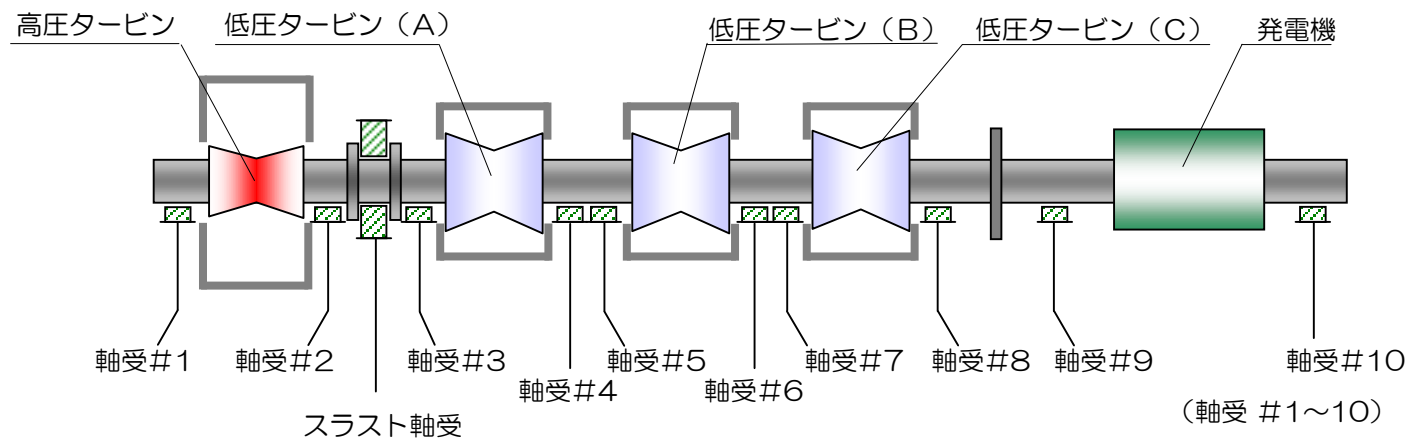 高圧タービン
低圧タービン（A）
低圧タービン（B）
低圧タービン（C）
発電機
軸受#1
軸受#2
軸受#3
軸受#4
軸受#5
軸受#6
軸受#7
軸受#8
軸受#9
軸受#10
スラスト軸受
（軸受 #1～10）